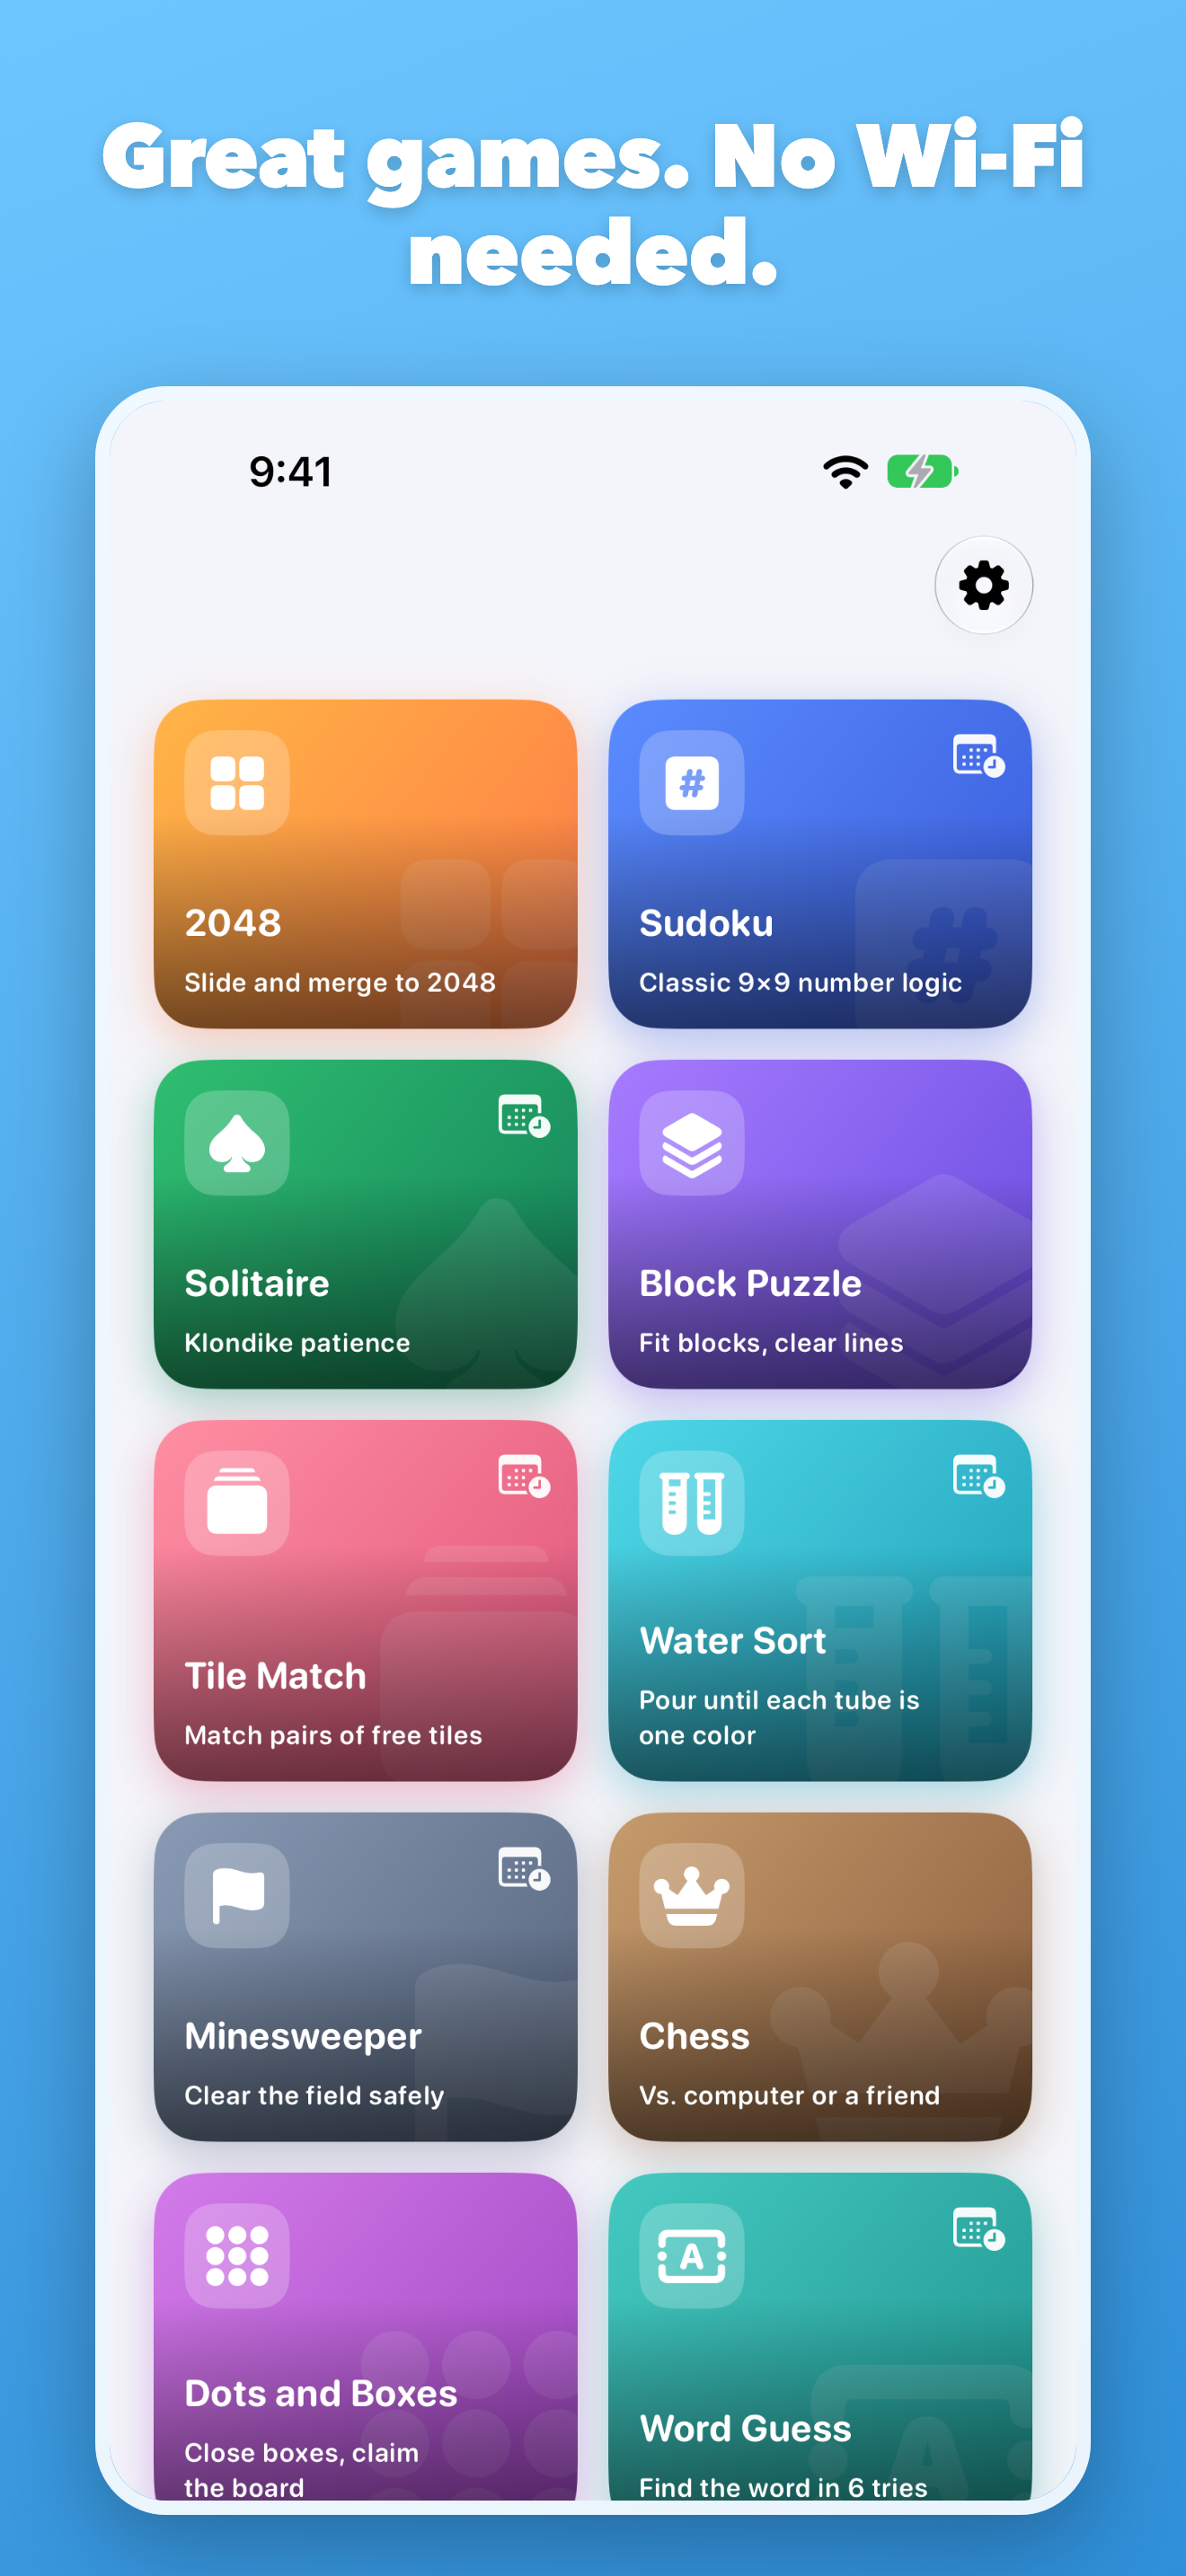 Great games. No Wi-Fi
needed.
9:41
2048
Slide and merge to 2048
#
Sudoku
Classic 9×9 number logic
Solitaire
Klondike patience
Block Puzzle
Fit blocks, clear lines
Tile Match
Match pairs of free tiles
Water Sort
Pour until each tube is
one color
Minesweeper
Clear the field safely
Chess
Vs. computer or a friend
Dots and Boxes
Close boxes, claim
the board
A
Word Guess
Find the word in 6 tries